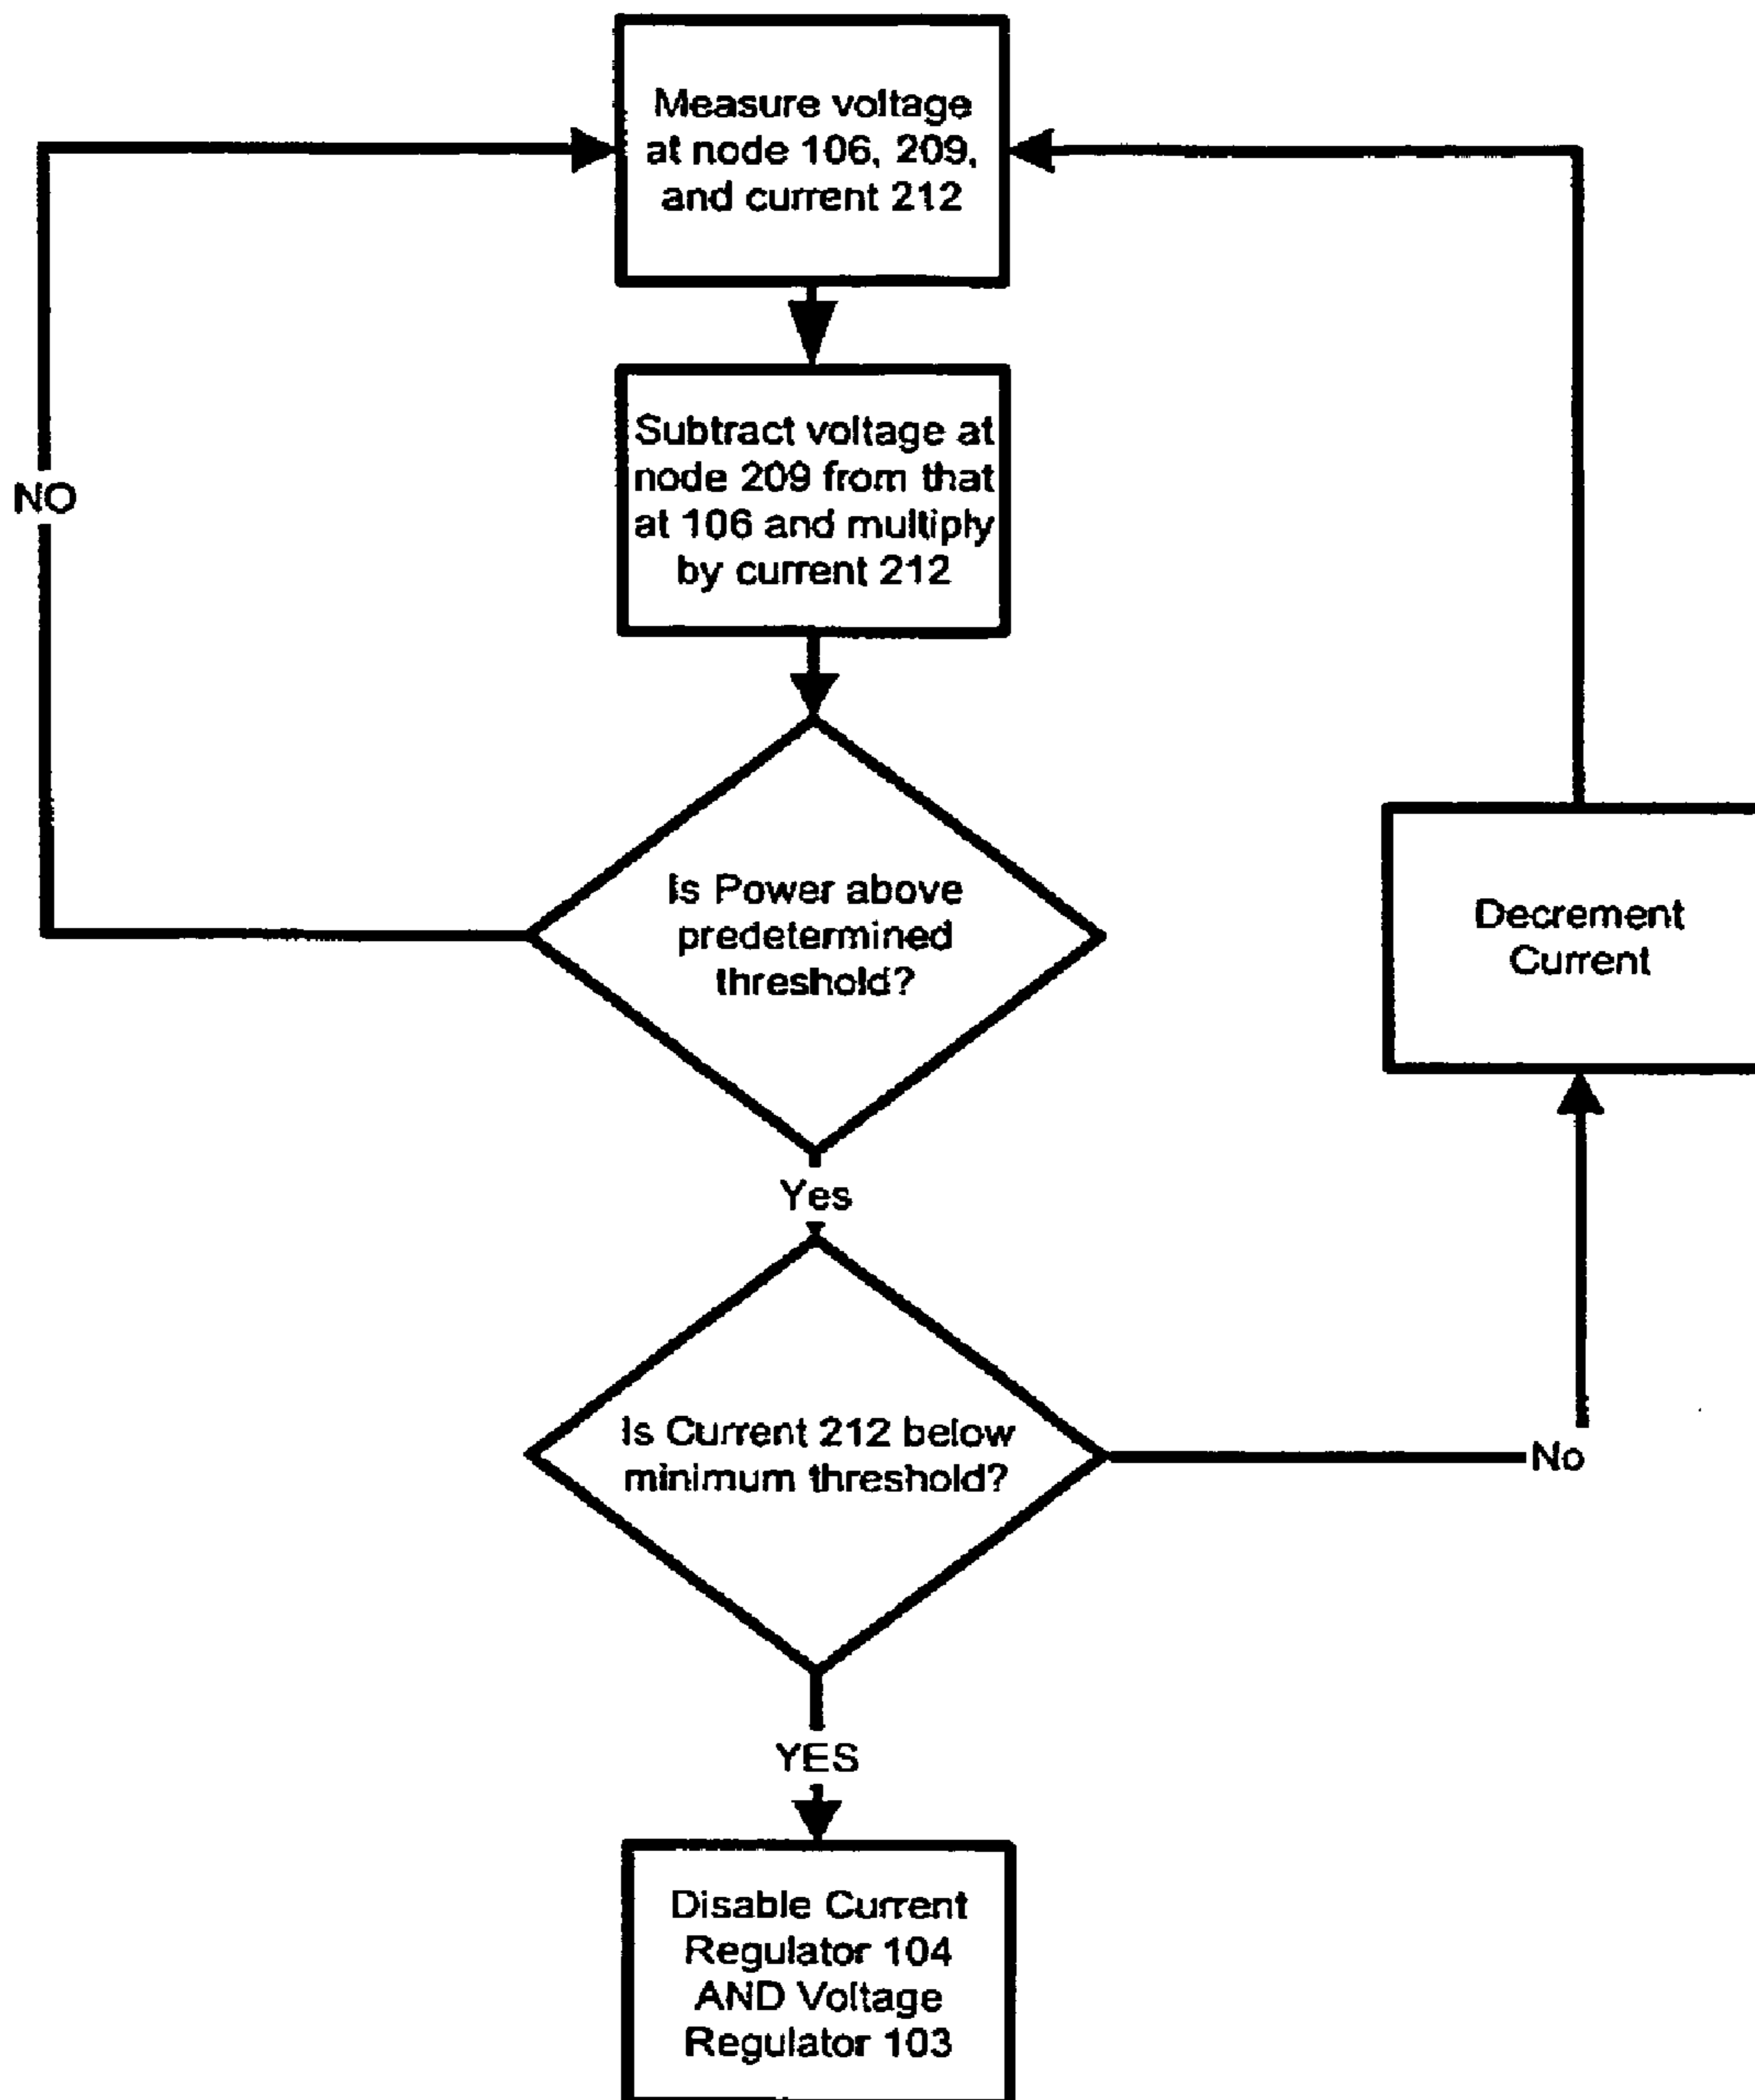 Measure voltage
at node 106, 209,
and current 212
Subtract voltage at
node 209 from that
at 106 and multiply
by current 212
NO
Is Power above
predetermined
threshold?
Decrement
Current
Yes
Is Current 212 below
minimum threshold?
No
YES
Disable Current
Regulator 104
AND Voltage
Regulator 103